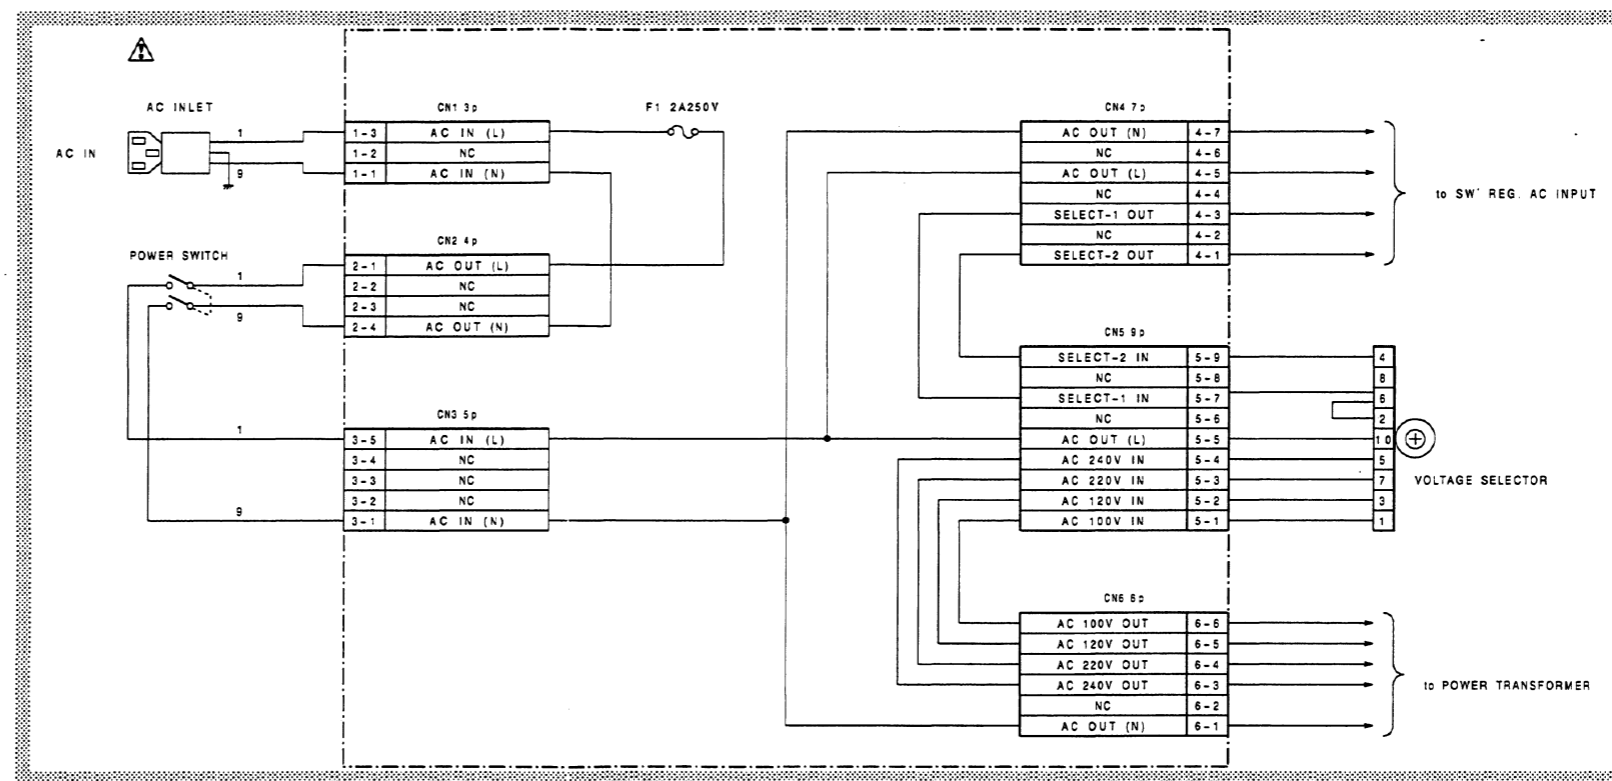 AC INLET
AC IN
1
9
CN1 3p
1-3 AC IN (L)
1-2 NC
1-1 AC IN (N)
F1 2A250V
POWER SWITCH
1
9
CN2 4p
2-1 AC OUT (L)
2-2 NC
2-3 NC
2-4 AC OUT (N)
1
9
CN3 5p
3-5 AC IN (L)
3-4 NC
3-3 NC
3-2 NC
3-1 AC IN (N)
CN4 7p
AC OUT (N) 4-7
NC 4-6
AC OUT (L) 4-5
NC 4-4
SELECT-1 OUT 4-3
NC 4-2
SELECT-2 OUT 4-1
to SW' REG. AC INPUT
CN5 9p
SELECT-2 IN 5-9 4
NC 5-8 8
SELECT-1 IN 5-7 6
NC 5-6 2
AC OUT (L) 5-5 10
AC 240V IN 5-4 5
AC 220V IN 5-3 7
AC 120V IN 5-2 3
AC 100V IN 5-1 1
VOLTAGE SELECTOR
CN6 6p
AC 100V OUT 6-6
AC 120V OUT 6-5
AC 220V OUT 6-4
AC 240V OUT 6-3
NC 6-2
AC OUT (N) 6-1
to POWER TRANSFORMER